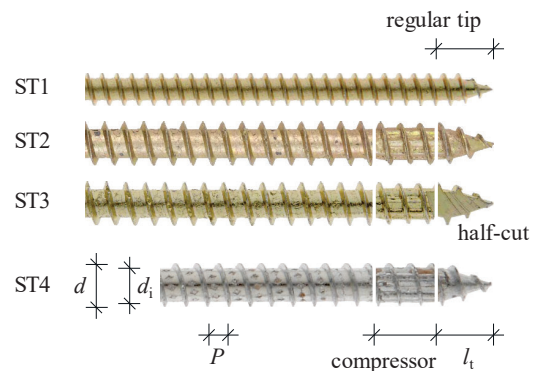 regular tip
ST1
ST2
ST3
half-cut
ST4
d
dᵢ
P
compressor
lₜ